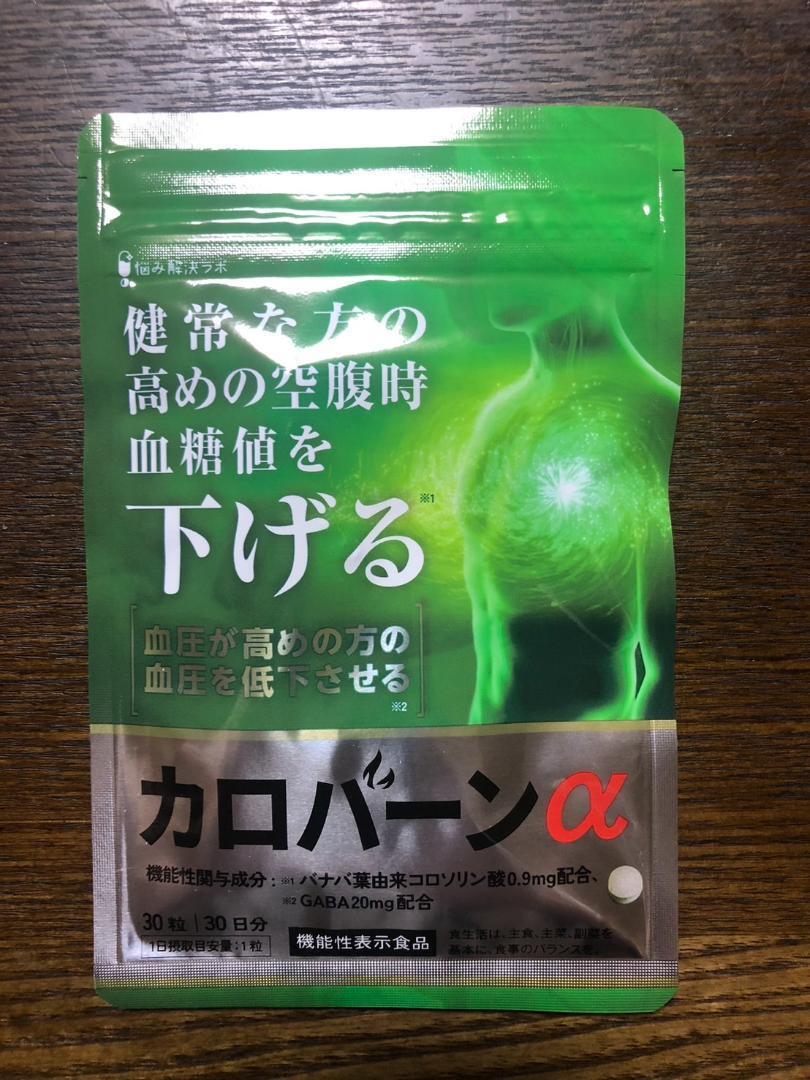 悩み解決ラボ
健常な方の
高めの空腹時
血糖値を
下げる※1
血圧が高めの方の
血圧を低下させる
※2
カロバーンα
機能性関与成分：※1 バナバ葉由来コロソリン酸0.9mg配合、
※2 GABA20mg配合
30粒 | 30日分
1日摂取目安量：1粒
機能性表示食品
食生活は、主食、主菜、副菜を
基本に、食事のバランスを。